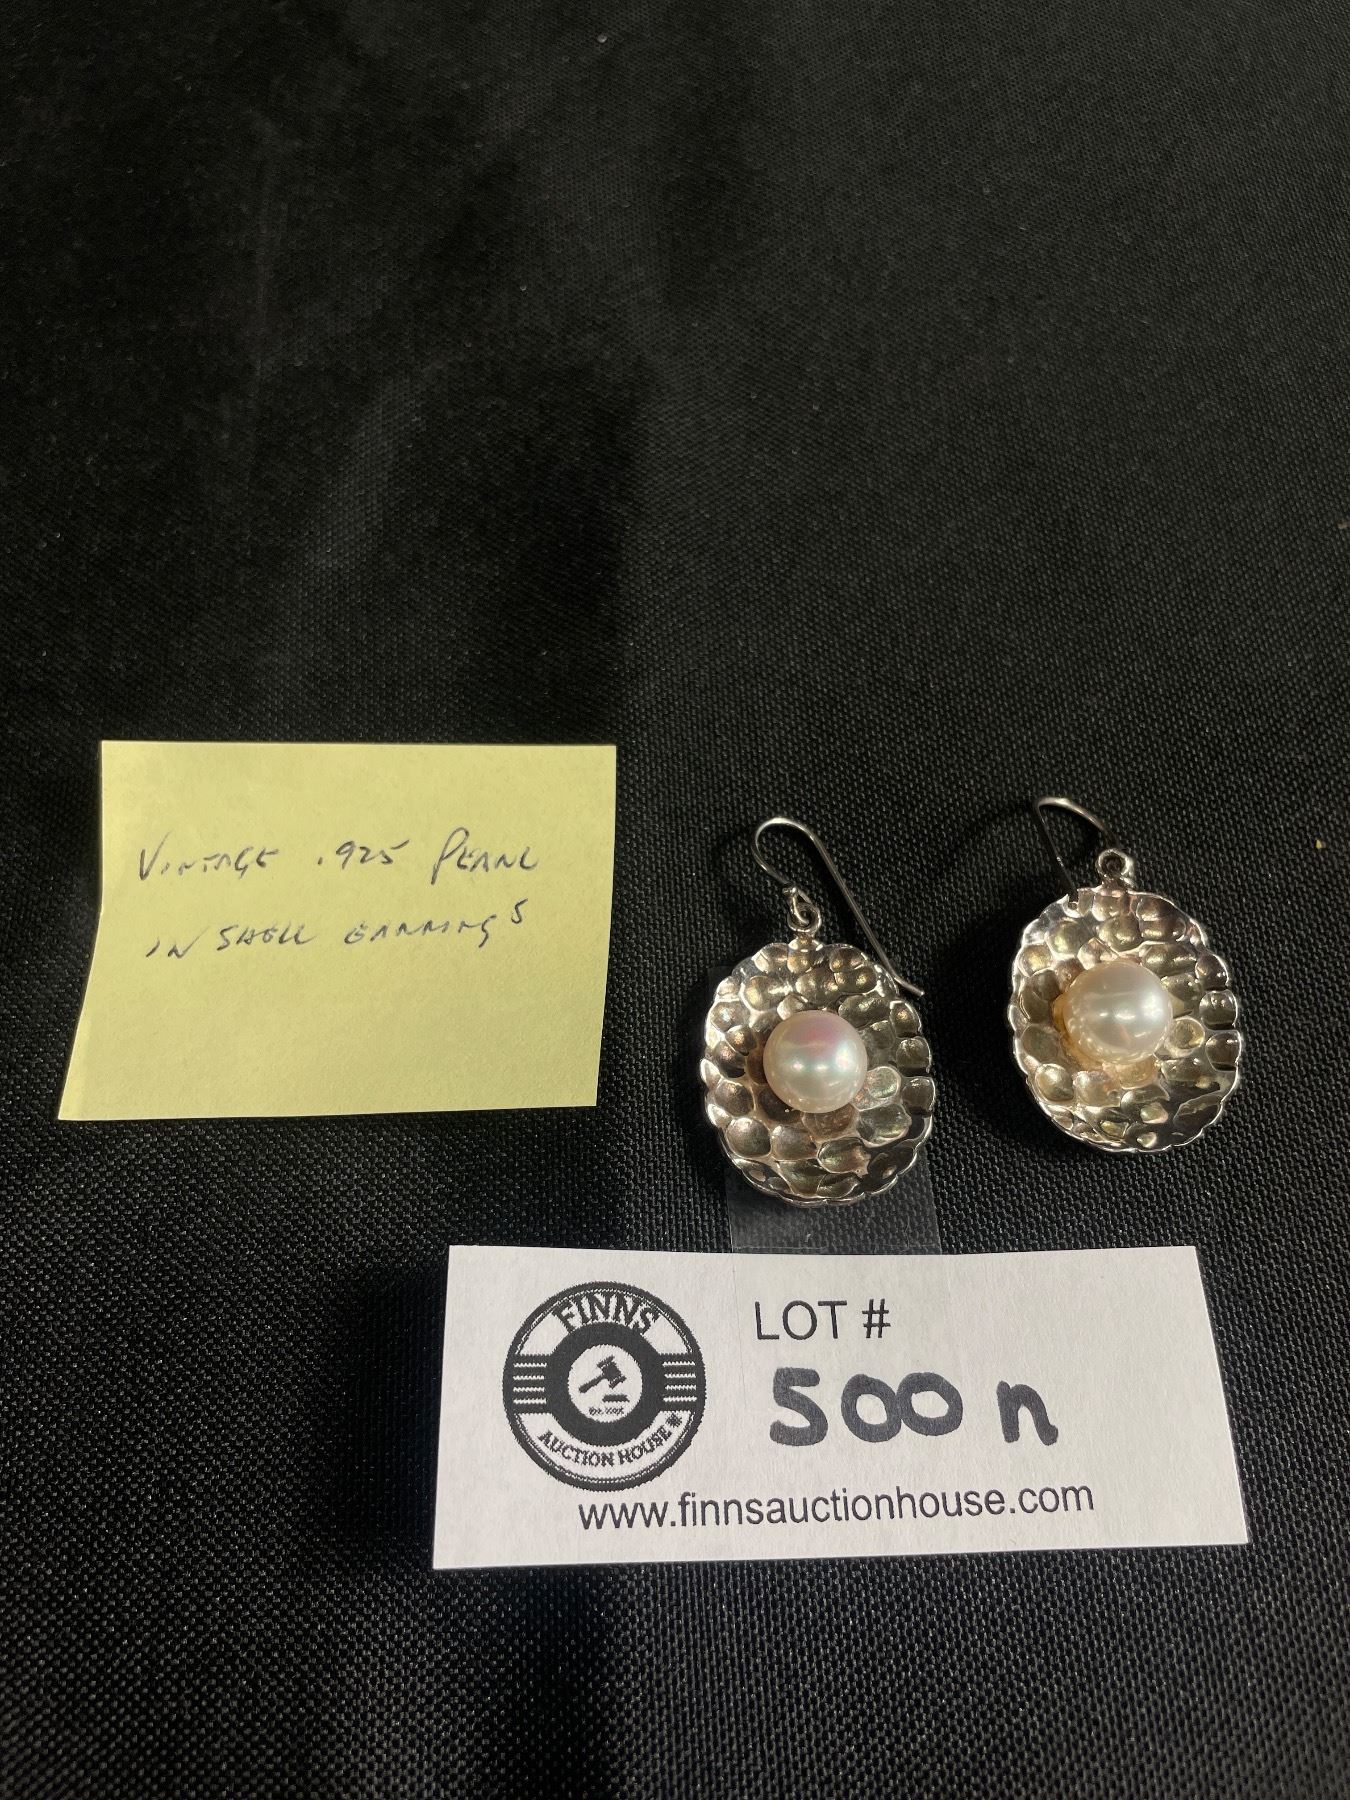 VINTAGE .925 PEARL
IN SHELL EARRINGS
FINNS
AUCTION HOUSE
LOT #
500 n
www.finnsauctionhouse.com